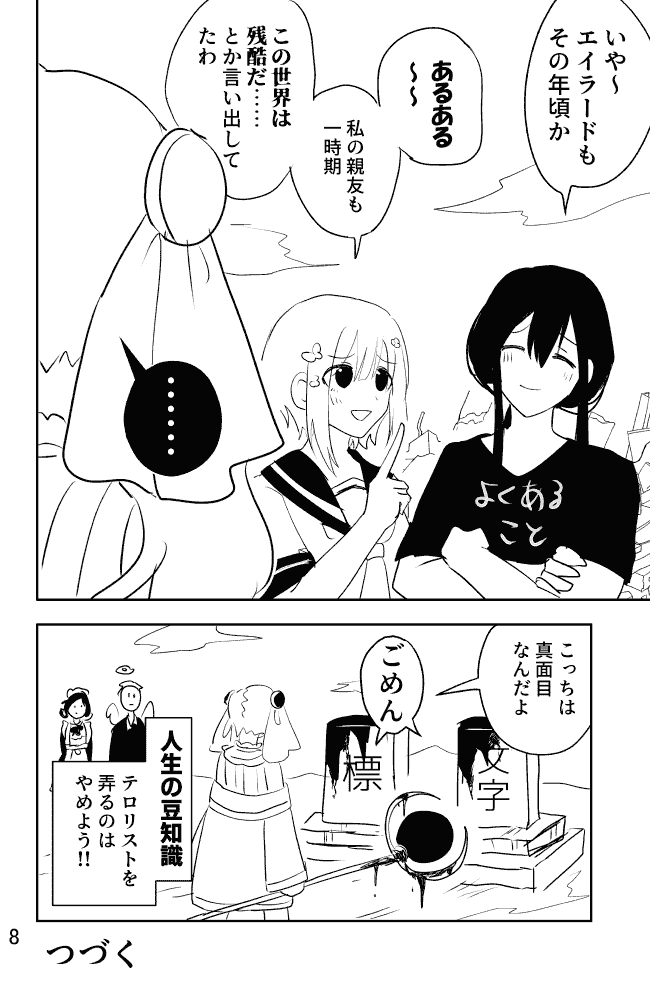 いや〜
エイラードも
その年頃か
あるある
〜〜
私の親友も
一時期
この世界は
残酷だ……
とか言い出して
たわ
……
よくある
こと
こっちは
真面目
なんだよ
ごめん
文字
標
人生の豆知識
テロリストを
弄るのは
やめよう!!
8
つづく